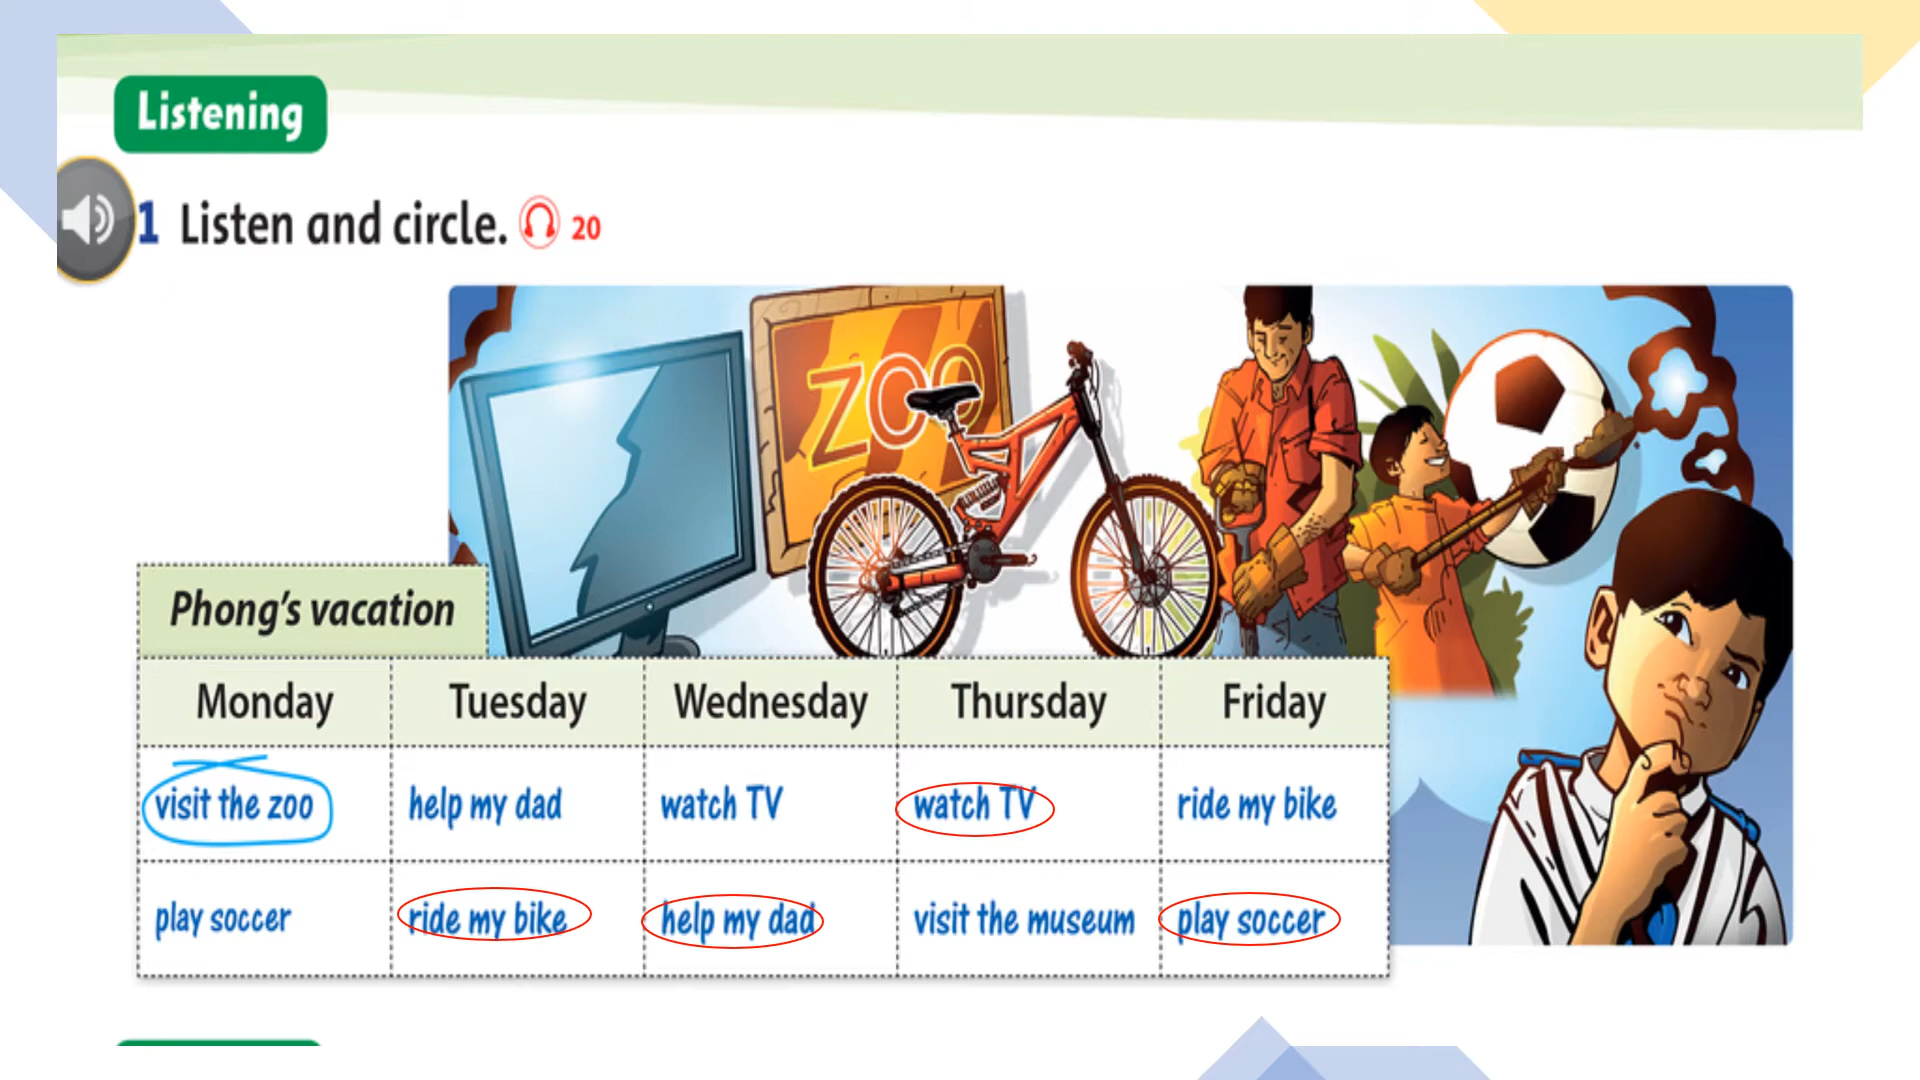 Listening
1 Listen and circle. 20
ZOO
Phong's vacation
Monday Tuesday Wednesday Thursday Friday
visit the zoo help my dad watch TV watch TV ride my bike
play soccer ride my bike help my dad visit the museum play soccer